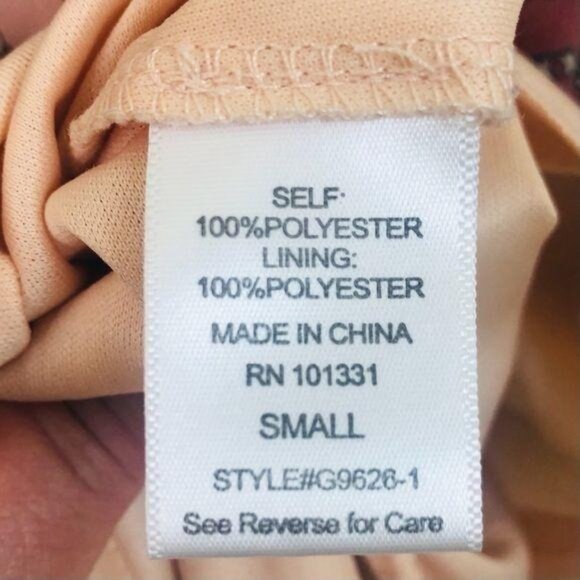 SELF:
100%POLYESTER
LINING:
100%POLYESTER
MADE IN CHINA
RN 101331
SMALL
STYLE#G9626-1
See Reverse for Care